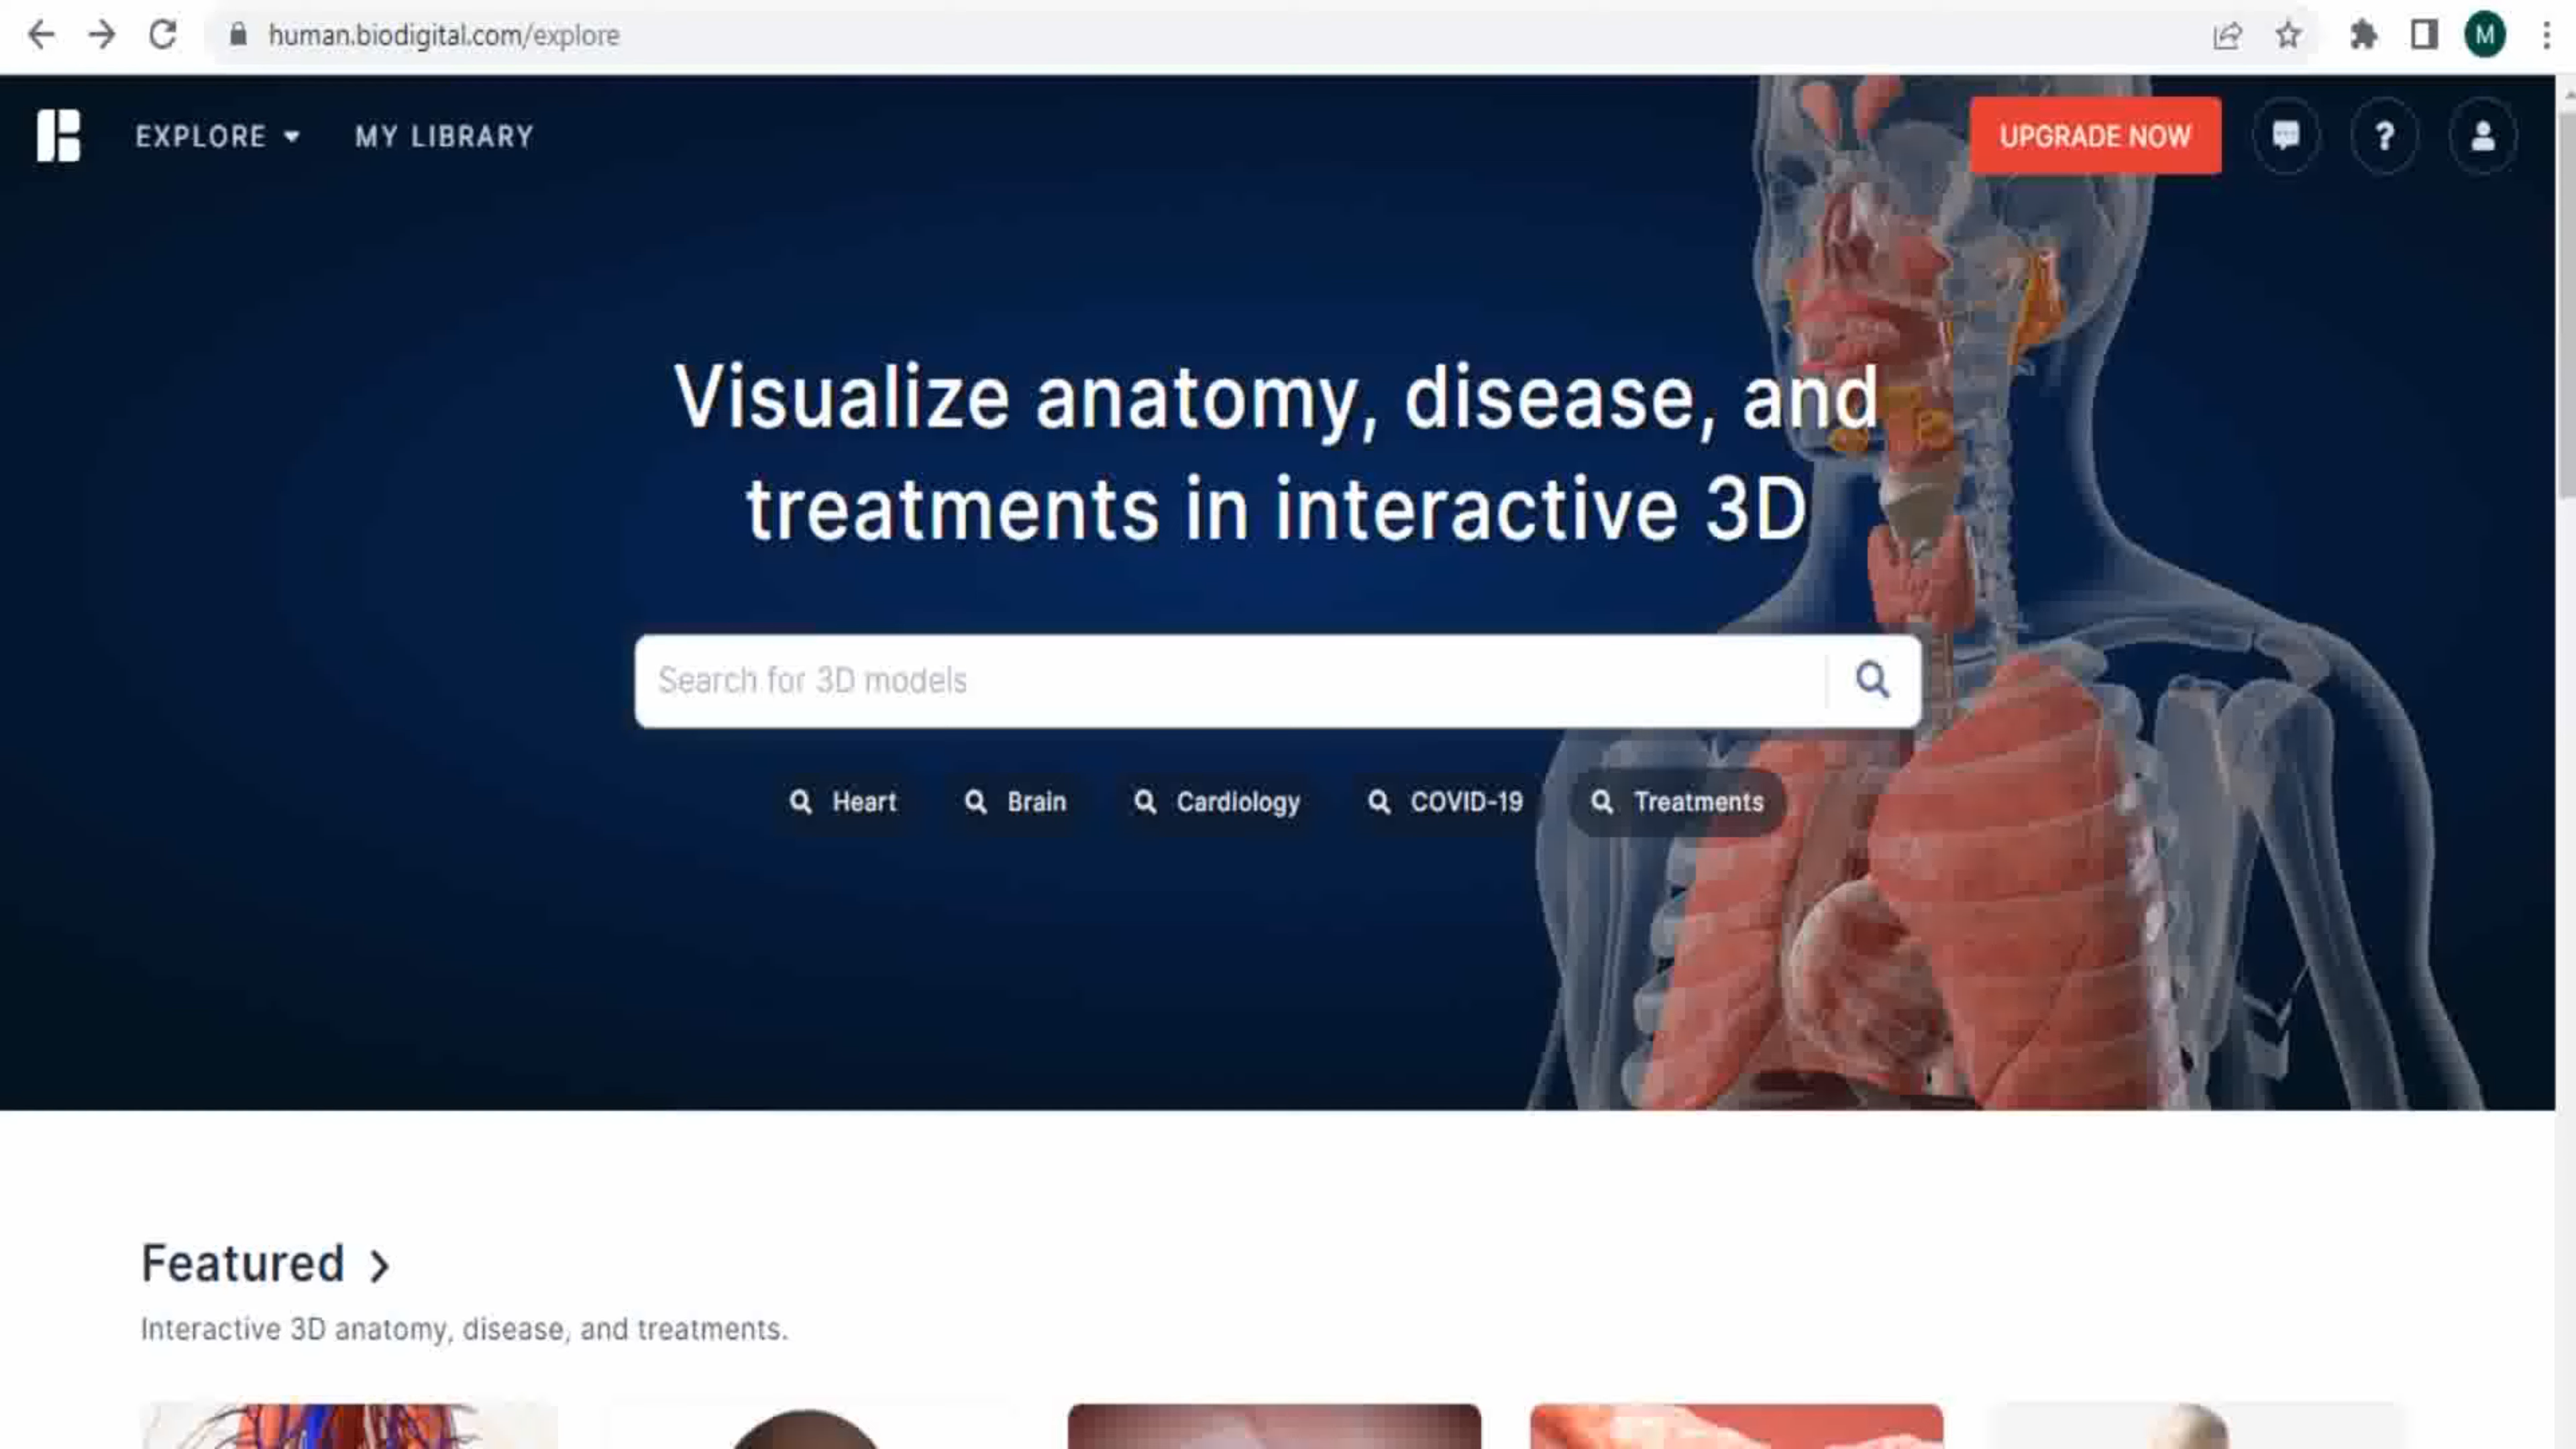 human.biodigital.com/explore
M
EXPLORE
MY LIBRARY
UPGRADE NOW
?
Visualize anatomy, disease, and
treatments in interactive 3D
Search for 3D models
Heart
Brain
Cardiology
COVID-19
Treatments
Featured >
Interactive 3D anatomy, disease, and treatments.